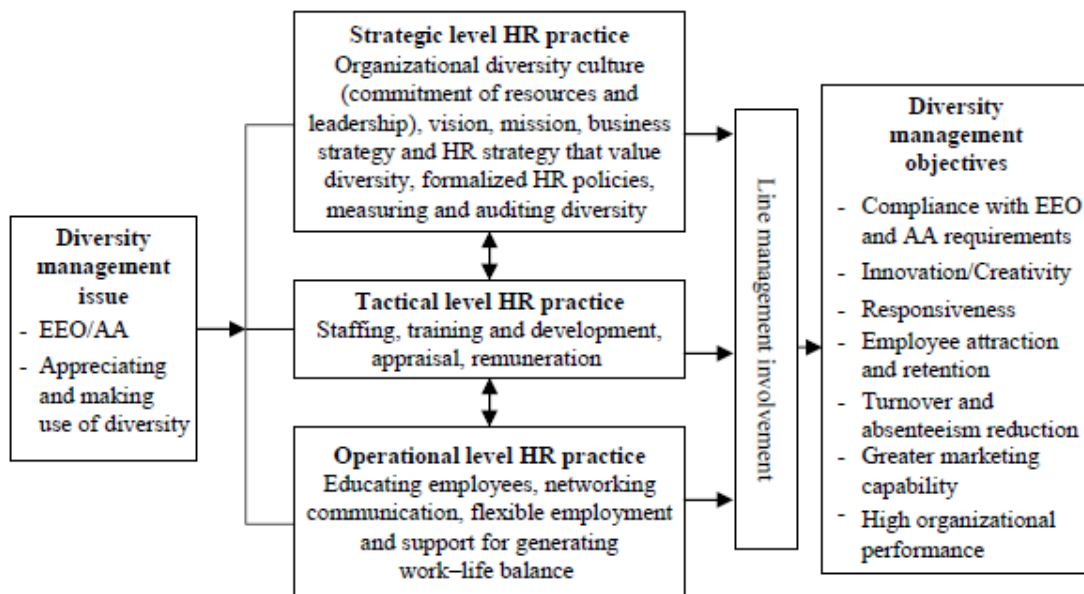 Diversity
management
issue
- EEO/AA
- Appreciating
and making
use of diversity
Strategic level HR practice
Organizational diversity culture
(commitment of resources and
leadership), vision, mission, business
strategy and HR strategy that value
diversity, formalized HR policies,
measuring and auditing diversity
Tactical level HR practice
Staffing, training and development,
appraisal, remuneration
Operational level HR practice
Educating employees, networking
communication, flexible employment
and support for generating
work–life balance
Line management involvement
Diversity
management
objectives
- Compliance with EEO
and AA requirements
- Innovation/Creativity
- Responsiveness
- Employee attraction
and retention
- Turnover and
absenteeism reduction
- Greater marketing
capability
- High organizational
performance